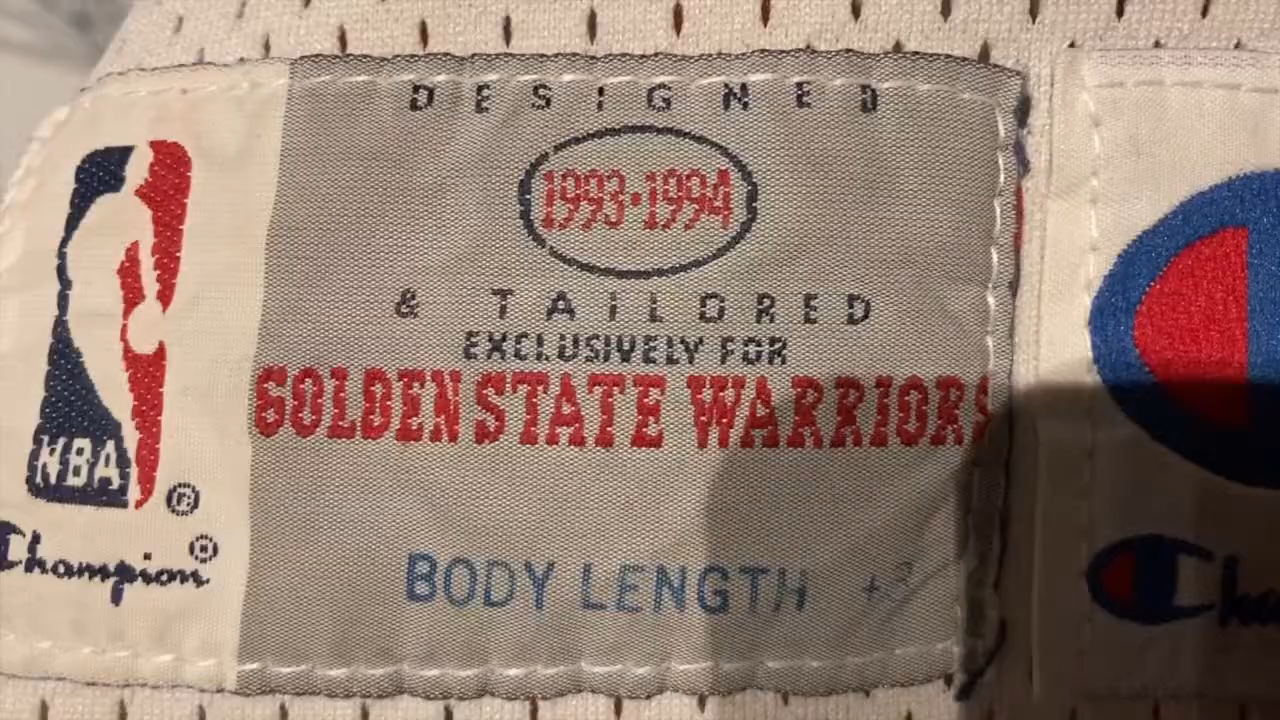 DESIGNED
1993•1994
& TAILORED
EXCLUSIVELY FOR
GOLDEN STATE WARRIORS
BODY LENGTH +
NBA
®
Champion®